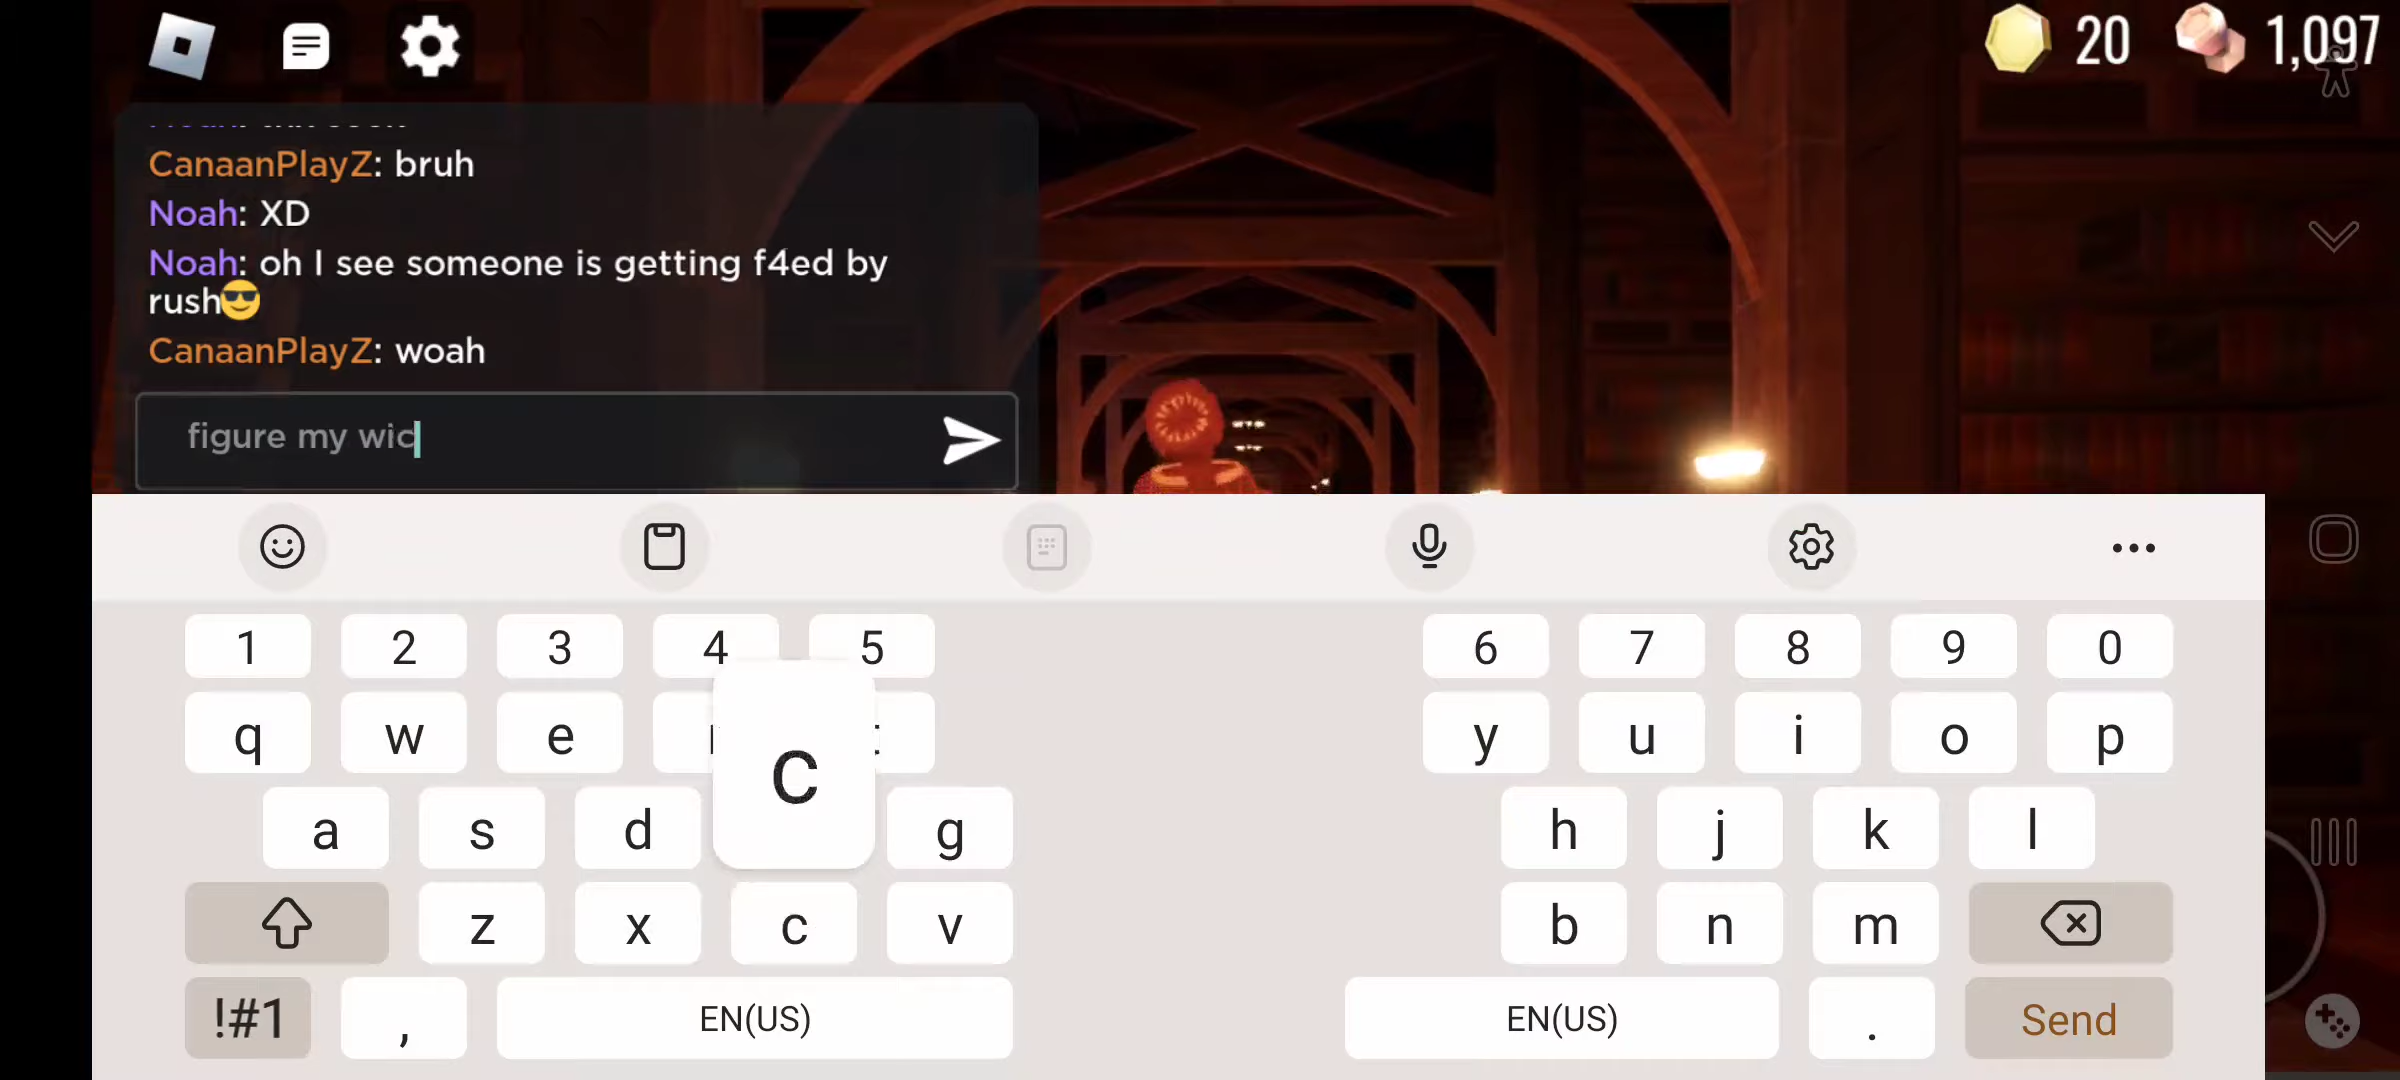 20
1,097
CanaanPlayZ: bruh
Noah: XD
Noah: oh I see someone is getting f4ed by
rush😎
CanaanPlayZ: woah
figure my wic
1 2 3 4 5 6 7 8 9 0
q w e y u i o p
c
a s d g h j k l
z x c v b n m
!#1 , EN(US) EN(US) . Send